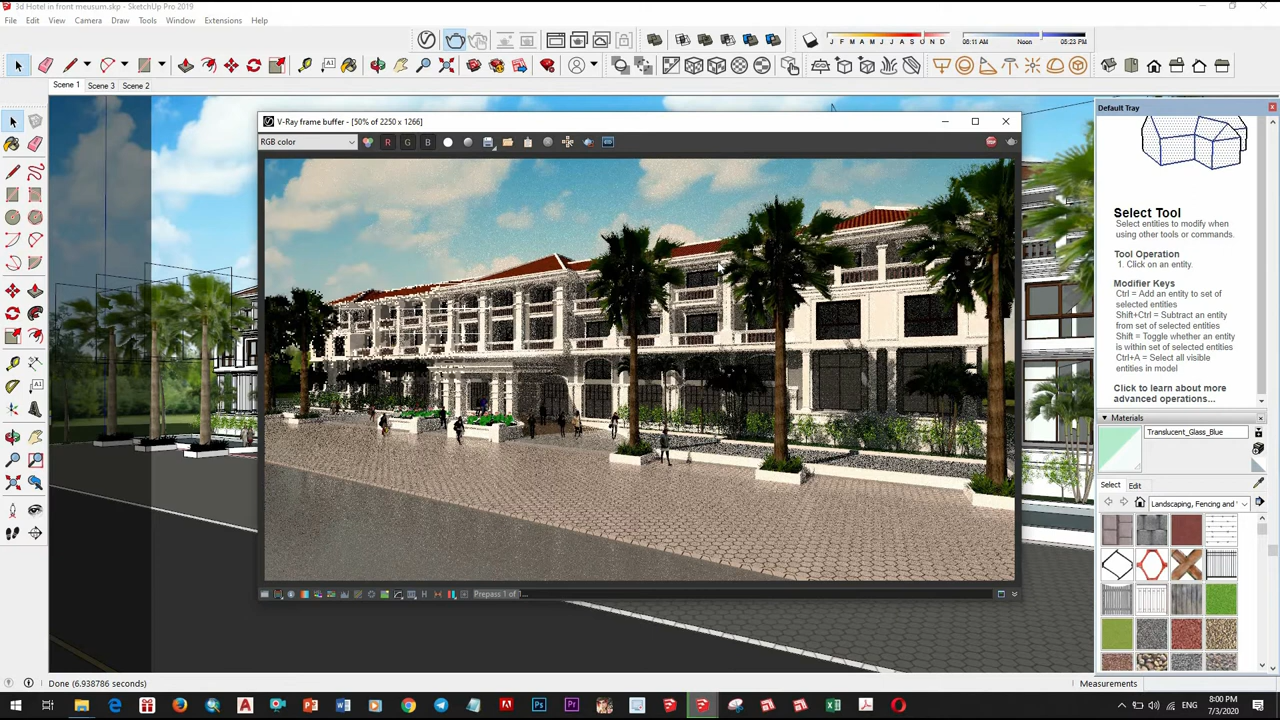 3d Hotel in front meusum.skp - SketchUp Pro 2019
File Edit View Camera Draw Tools Window Extensions Help
J F M A M J J A S O N D
06:11 AM Noon 05:23 PM
Scene 1 Scene 3 Scene 2
Default Tray
V-Ray frame buffer - [50% of 2250 x 1266]
RGB color
R G B
STOP
Select Tool
Select entities to modify when
using other tools or commands.
Tool Operation
1. Click on an entity.
Modifier Keys
Ctrl = Add an entity to set of
selected entities
Shift+Ctrl = Subtract an entity
from set of selected entities
Shift = Toggle whether an entity
is within set of selected entities
Ctrl+A = Select all visible
entities in model
Click to learn about more
advanced options...
Materials
Translucent_Glass_Blue
Select Edit
Landscaping, Fencing and
Prepass 1 of 1...
Done (6.938786 seconds)
Measurements
8:00 PM
7/3/2020